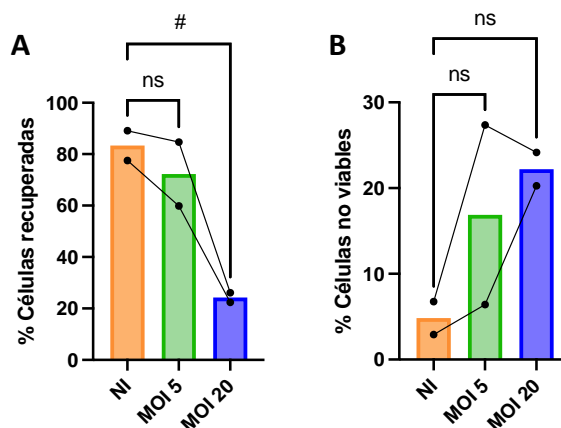 A
#
ns
% Células recuperadas
100
80
60
40
20
0
NI
MOI 5
MOI 20
B
ns
ns
% Células no viables
30
20
10
0
NI
MOI 5
MOI 20